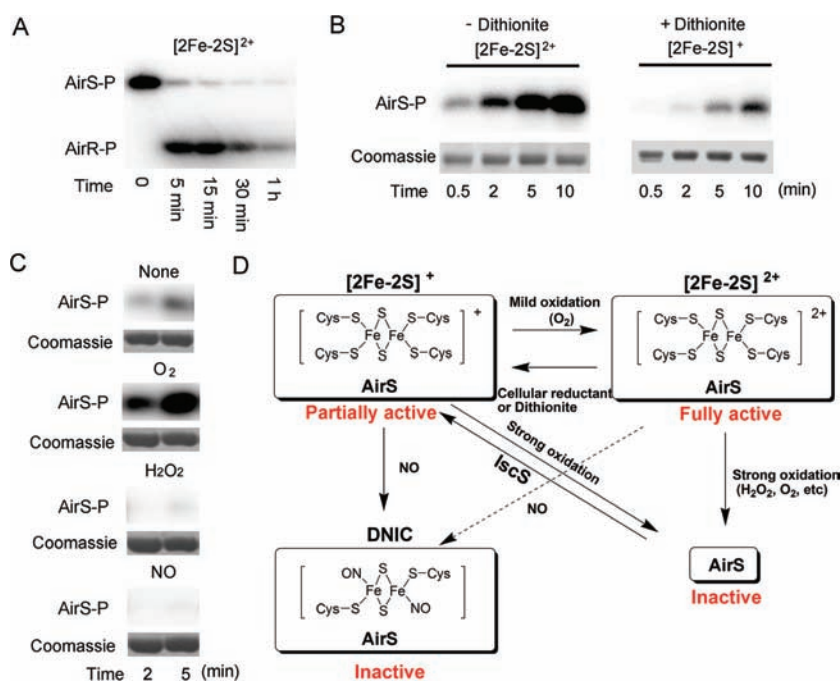 A
[2Fe-2S]2+
AirS-P
AirR-P
Time
0
5 min
15 min
30 min
1 h
B
- Dithionite
[2Fe-2S]2+
+ Dithionite
[2Fe-2S]+
AirS-P
Coomassie
Time 0.5 2 5 10 0.5 2 5 10 (min)
C
None
AirS-P
Coomassie
O2
AirS-P
Coomassie
H2O2
AirS-P
Coomassie
NO
AirS-P
Coomassie
Time 2 5 (min)
D
[2Fe-2S]+
Cys-S S S-Cys
Fe Fe
Cys-S S S-Cys
+
AirS
Partially active
Mild oxidation
(O2)
Cellular reductant
or Dithionite
[2Fe-2S]2+
Cys-S S S-Cys
Fe Fe
Cys-S S S-Cys
2+
AirS
Fully active
NO
Strong oxidation
IscS
NO
Strong oxidation
(H2O2, O2, etc)
DNIC
ON S S-Cys
Fe Fe
Cys-S S NO
AirS
Inactive
AirS
Inactive